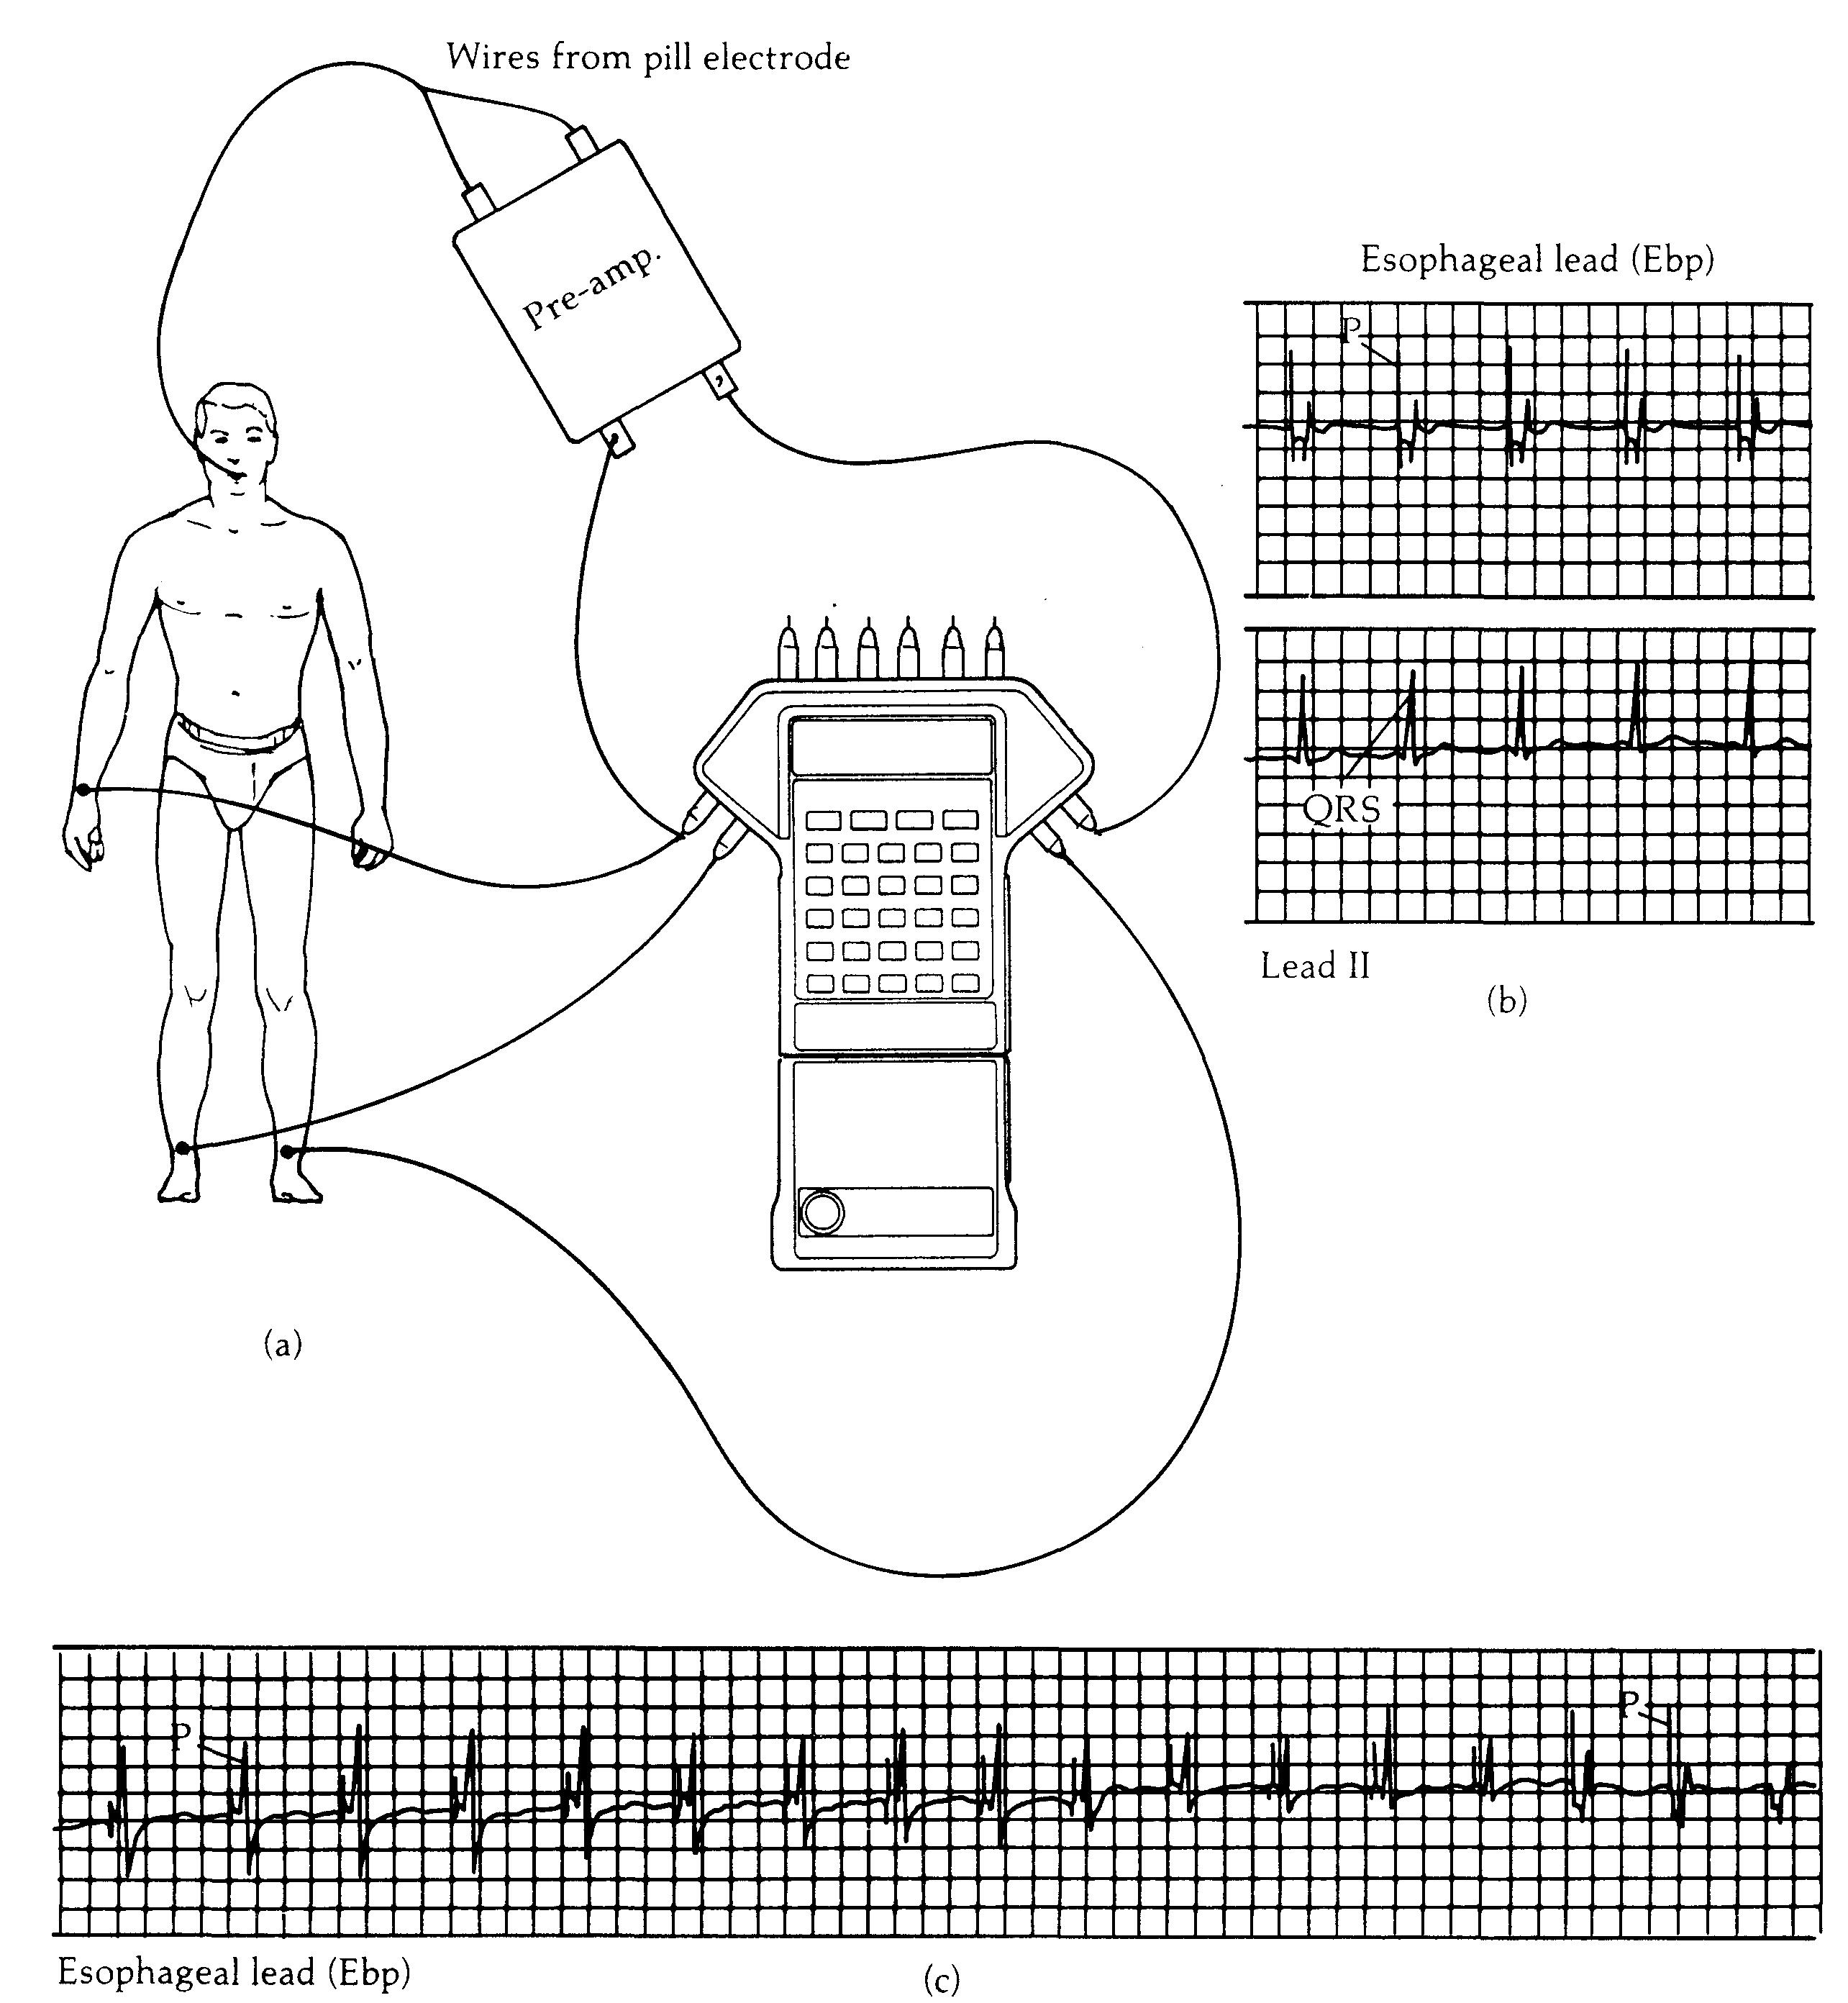 Wires from pill electrode
Pre-amp.
Esophageal lead (Ebp)
P
QRS
Lead II
(b)
(a)
P
P
Esophageal lead (Ebp)
(c)